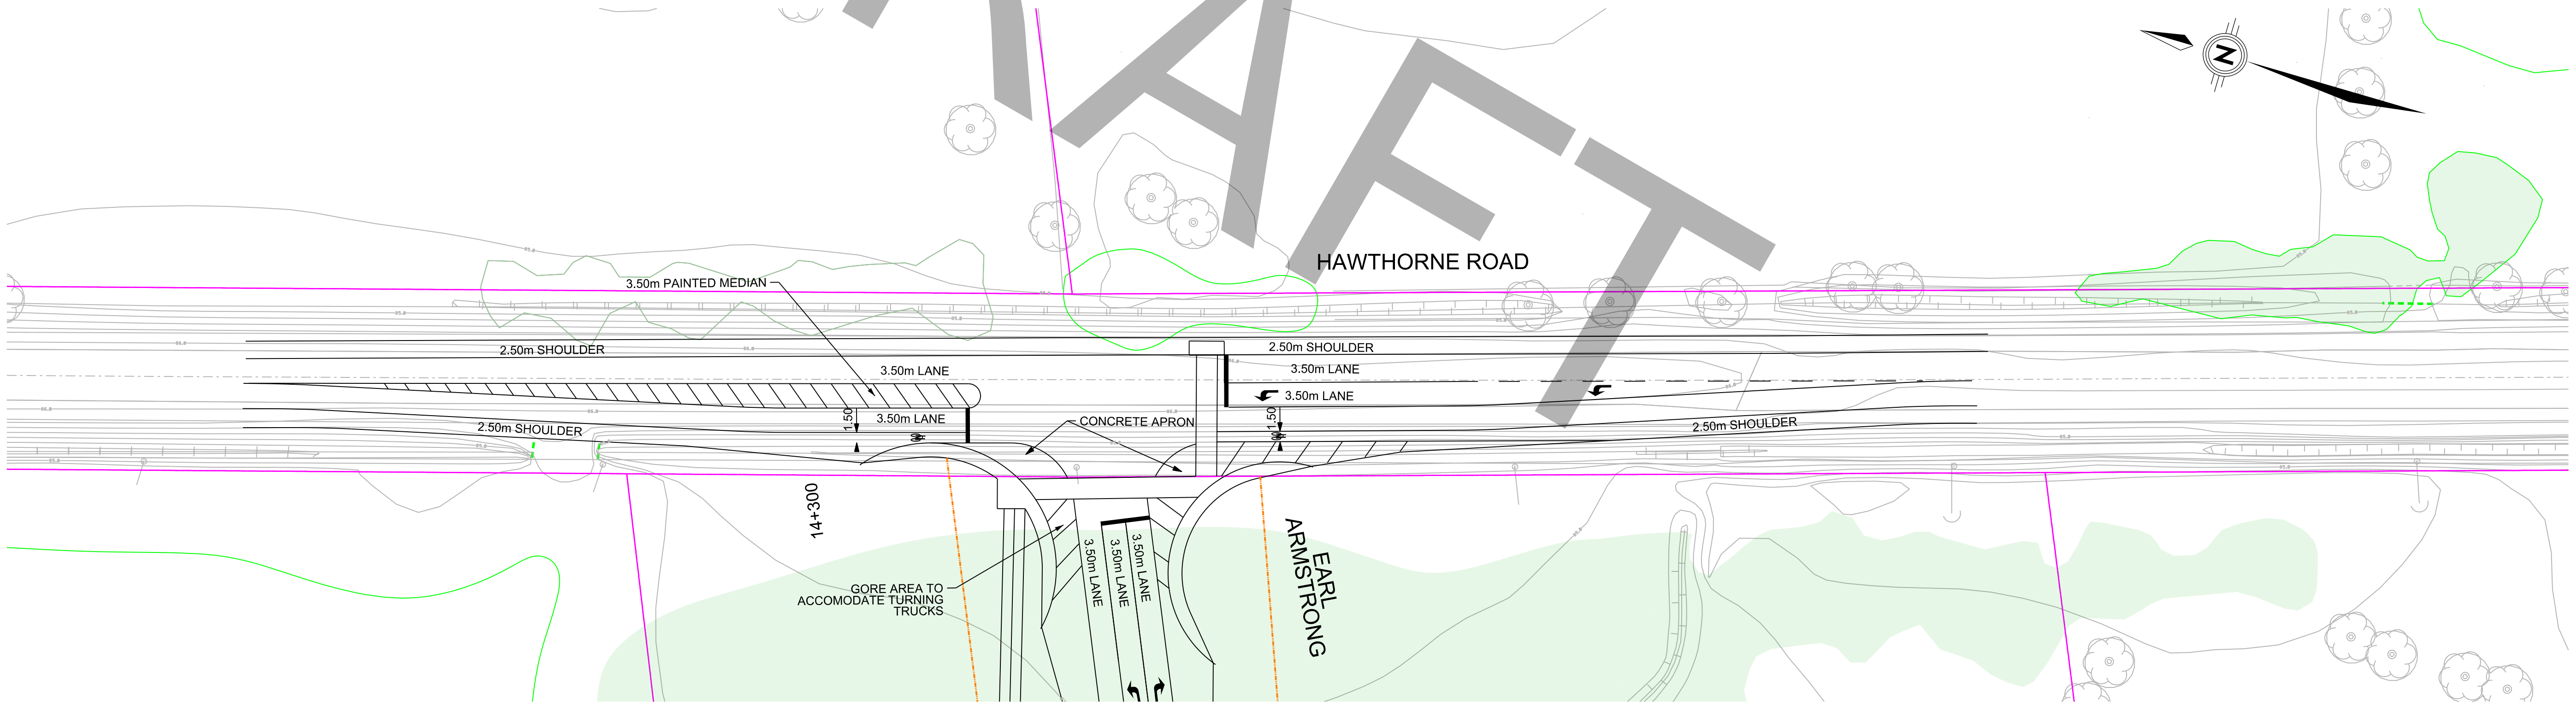 AFT
N
HAWTHORNE ROAD
3.50m PAINTED MEDIAN
2.50m SHOULDER
2.50m SHOULDER
3.50m LANE
3.50m LANE
3.50m LANE
1.50
3.50m LANE
1.50
CONCRETE APRON
2.50m SHOULDER
2.50m SHOULDER
14+300
EARL
ARMSTRONG
3.50m LANE
3.50m LANE
3.50m LANE
GORE AREA TO
ACCOMODATE TURNING
TRUCKS